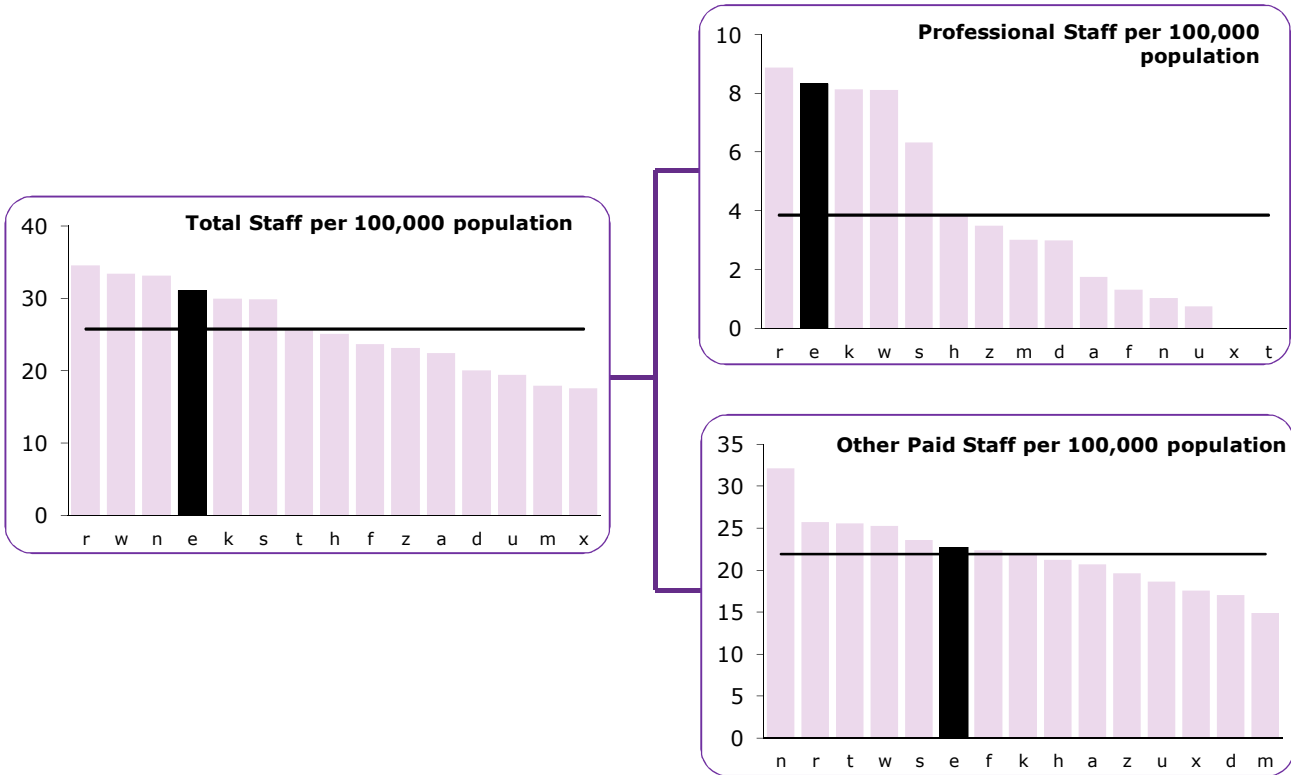 Total Staff per 100,000 population
40
30
20
10
0
r w n e k s t h f z a d u m x
Professional Staff per 100,000
population
10
8
6
4
2
0
r e k w s h z m d a f n u x t
Other Paid Staff per 100,000 population
35
30
25
20
15
10
5
0
n r t w s e f k h a z u x d m